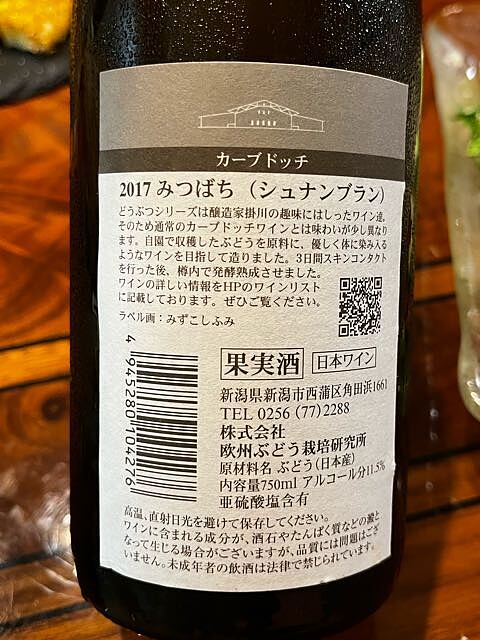 カーブドッチ
2017 みつばち （シュナンブラン）
どうぶつシリーズは醸造家掛川の趣味にはしったワイン達。
そのため通常のカーブドッチワインとは味わいが少し異なり
ます。自園で収穫したぶどうを原料に、優しく体に染み入る
ようなワインを目指して造りました。3日間スキンコンタクト
を行った後、樽内で発酵熟成させました。
ワインの詳しい情報をHPのワインリスト
に記載しております。ぜひご覧ください。
ラベル画：みずこしふみ
4945280104276
果実酒 日本ワイン
新潟県新潟市西蒲区角田浜1661
TEL 0256 (77) 2288
株式会社
欧州ぶどう栽培研究所
原材料名 ぶどう(日本産)
内容量750ml アルコール分11.5%
亜硫酸塩含有
高温、直射日光を避けて保存してください。
ワインに含まれる成分が、酒石やたんぱく質などの澱と
なって生じる場合がございますが、品質には問題はござ
いません。未成年者の飲酒は法律で禁じられています。